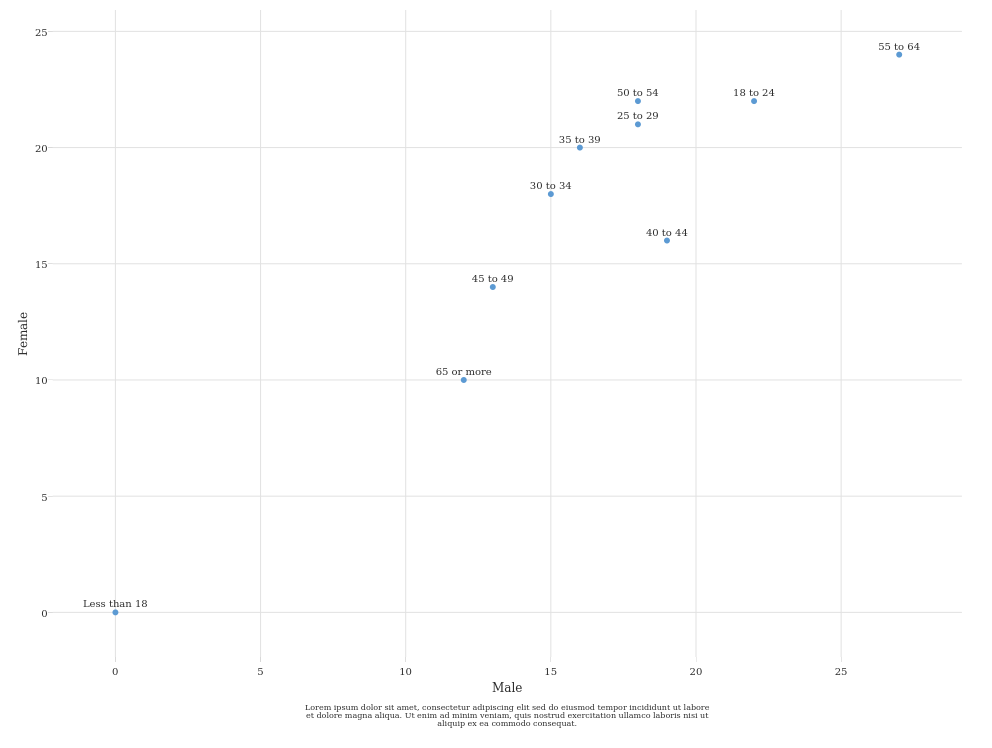 25
55 to 64
50 to 54
18 to 24
25 to 29
35 to 39
20
30 to 34
40 to 44
15
45 to 49
Female
65 or more
10
5
Less than 18
0
0
5
10
15
20
25
Male
Lorem ipsum dolor sit amet, consectetur adipiscing elit sed do eiusmod tempor incididunt ut labore
et dolore magna aliqua. Ut enim ad minim veniam, quis nostrud exercitation ullamco laboris nisi ut
aliquip ex ea commodo consequat.